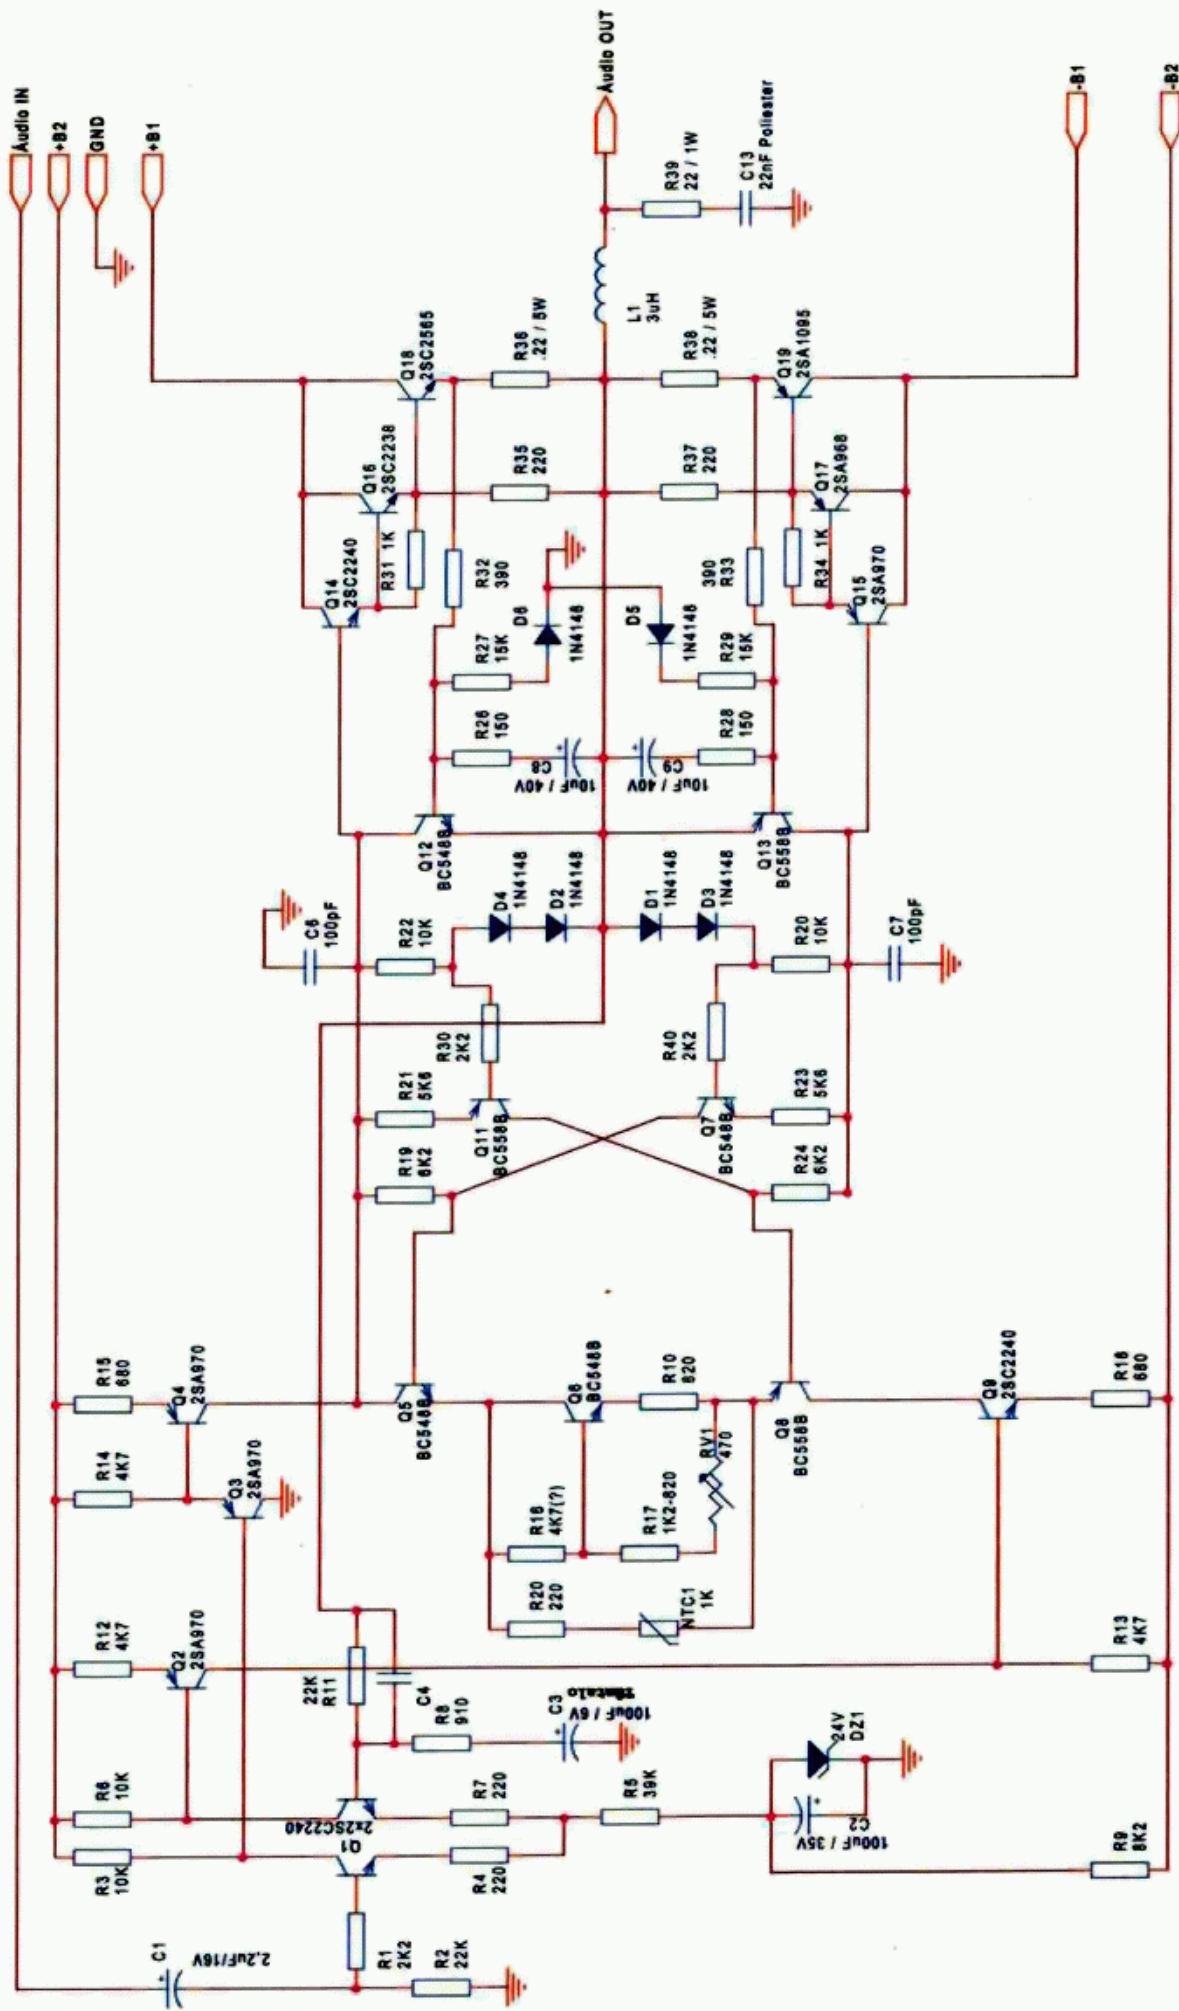 Áudio IN
+B2
GND
+B1
Áudio OUT
-B1
-B2
C1
2,2uF/16V
R1
2K2
R2
22K
R3
10K
R6
10K
2x2SC2240
Q1
R4
220
R7
220
R5
39K
R8
910
C3
100uF / 6V
C4
22K
R11
C2
100uF / 35V
24V
DZ1
R9
8K2
R12
4K7
Q2
2SA970
R13
4K7
R14
4K7
Q3
2SA970
R15
680
Q4
2SA970
Q5
BC548B
Q6
BC548B
R10
820
R16
4K7(?)
R17
1K2-820
RV1
470
R20
220
NTC1
1K
Q8
BC558B
Q9
2SC2240
R18
680
R19
6K2
R21
5K6
Q11
BC558B
R30
2K2
R40
2K2
Q7
BC548B
R23
5K6
R24
6K2
C6
100pF
R22
10K
D4
1N4148
D2
1N4148
D1
1N4148
D3
1N4148
R20
10K
C7
100pF
Q12
BC548B
Q13
BC558B
R26
150
C8
10uF / 40V
C9
10uF / 40V
R28
150
R27
15K
D6
1N4148
D5
1N4148
R29
15K
R32
390
390
R33
Q14
2SC2240
R31 1K
Q16
2SC2238
Q18
2SC2565
R34 1K
Q15
2SA970
Q17
2SA968
Q19
2SA1095
R35
220
R37
220
R36
.22 / 5W
R38
.22 / 5W
L1
3uH
R39
22 / 1W
C13
22nF Poliester